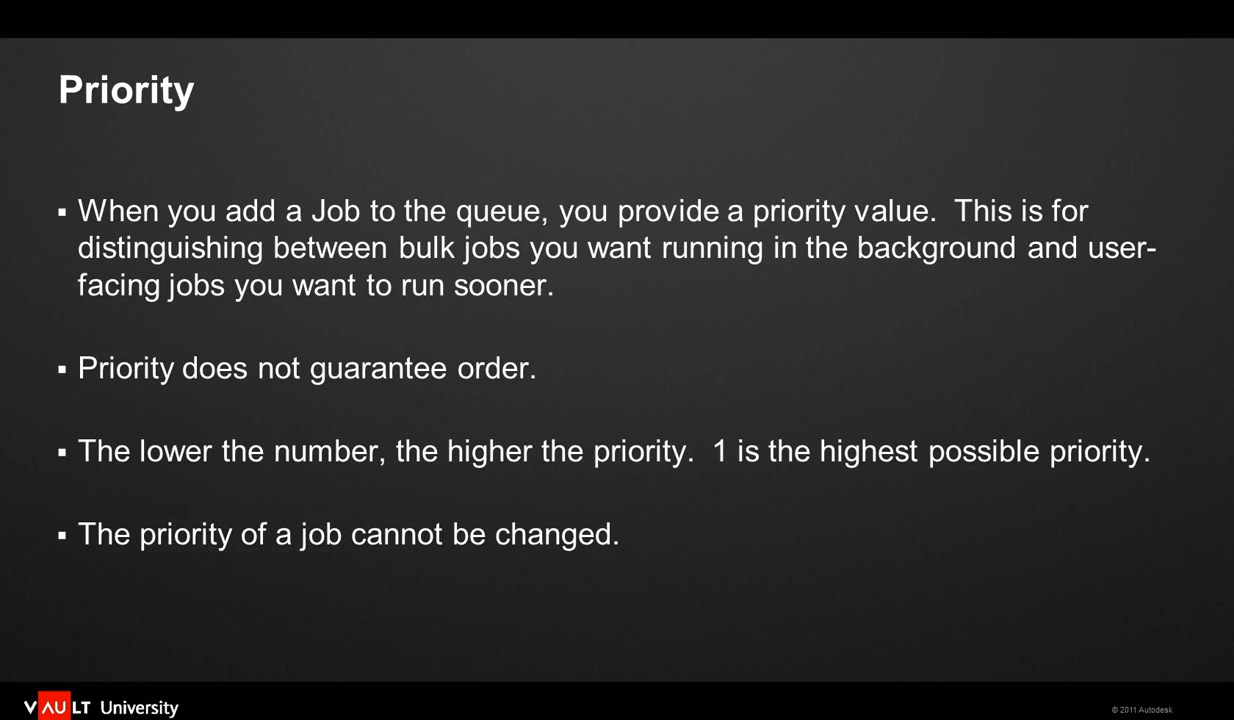 Priority
▪ When you add a Job to the queue, you provide a priority value.  This is for
distinguishing between bulk jobs you want running in the background and user-
facing jobs you want to run sooner.
▪ Priority does not guarantee order.
▪ The lower the number, the higher the priority.  1 is the highest possible priority.
▪ The priority of a job cannot be changed.
VAULT University
© 2011 Autodesk